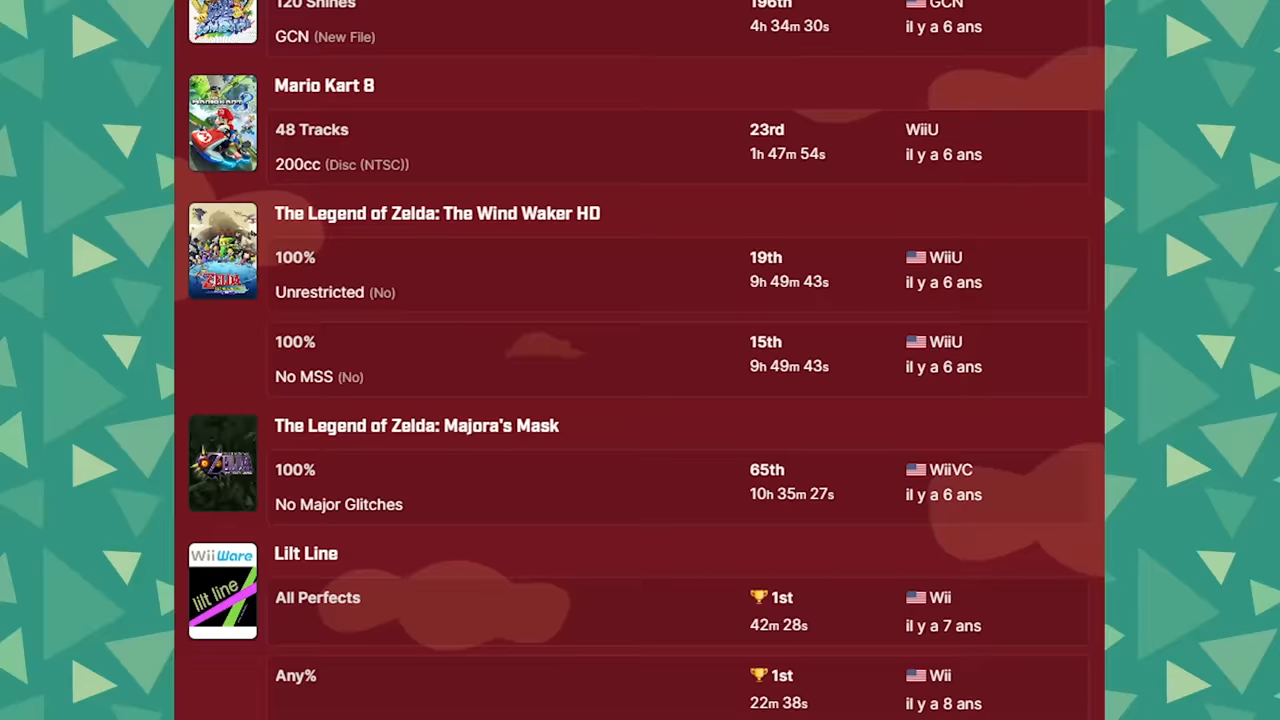 120 Shines
196th
GCN
GCN (New File)
4h 34m 30s
il y a 6 ans
Mario Kart 8
48 Tracks
23rd
WiiU
200cc (Disc (NTSC))
1h 47m 54s
il y a 6 ans
The Legend of Zelda: The Wind Waker HD
ZELDA
100%
19th
WiiU
Unrestricted (No)
9h 49m 43s
il y a 6 ans
100%
15th
WiiU
No MSS (No)
9h 49m 43s
il y a 6 ans
The Legend of Zelda: Majora's Mask
ZELDA
100%
65th
WiiVC
No Major Glitches
10h 35m 27s
il y a 6 ans
Lilt Line
WiiWare
lilt line
All Perfects
1st
Wii
42m 28s
il y a 7 ans
Any%
1st
Wii
22m 38s
il y a 8 ans